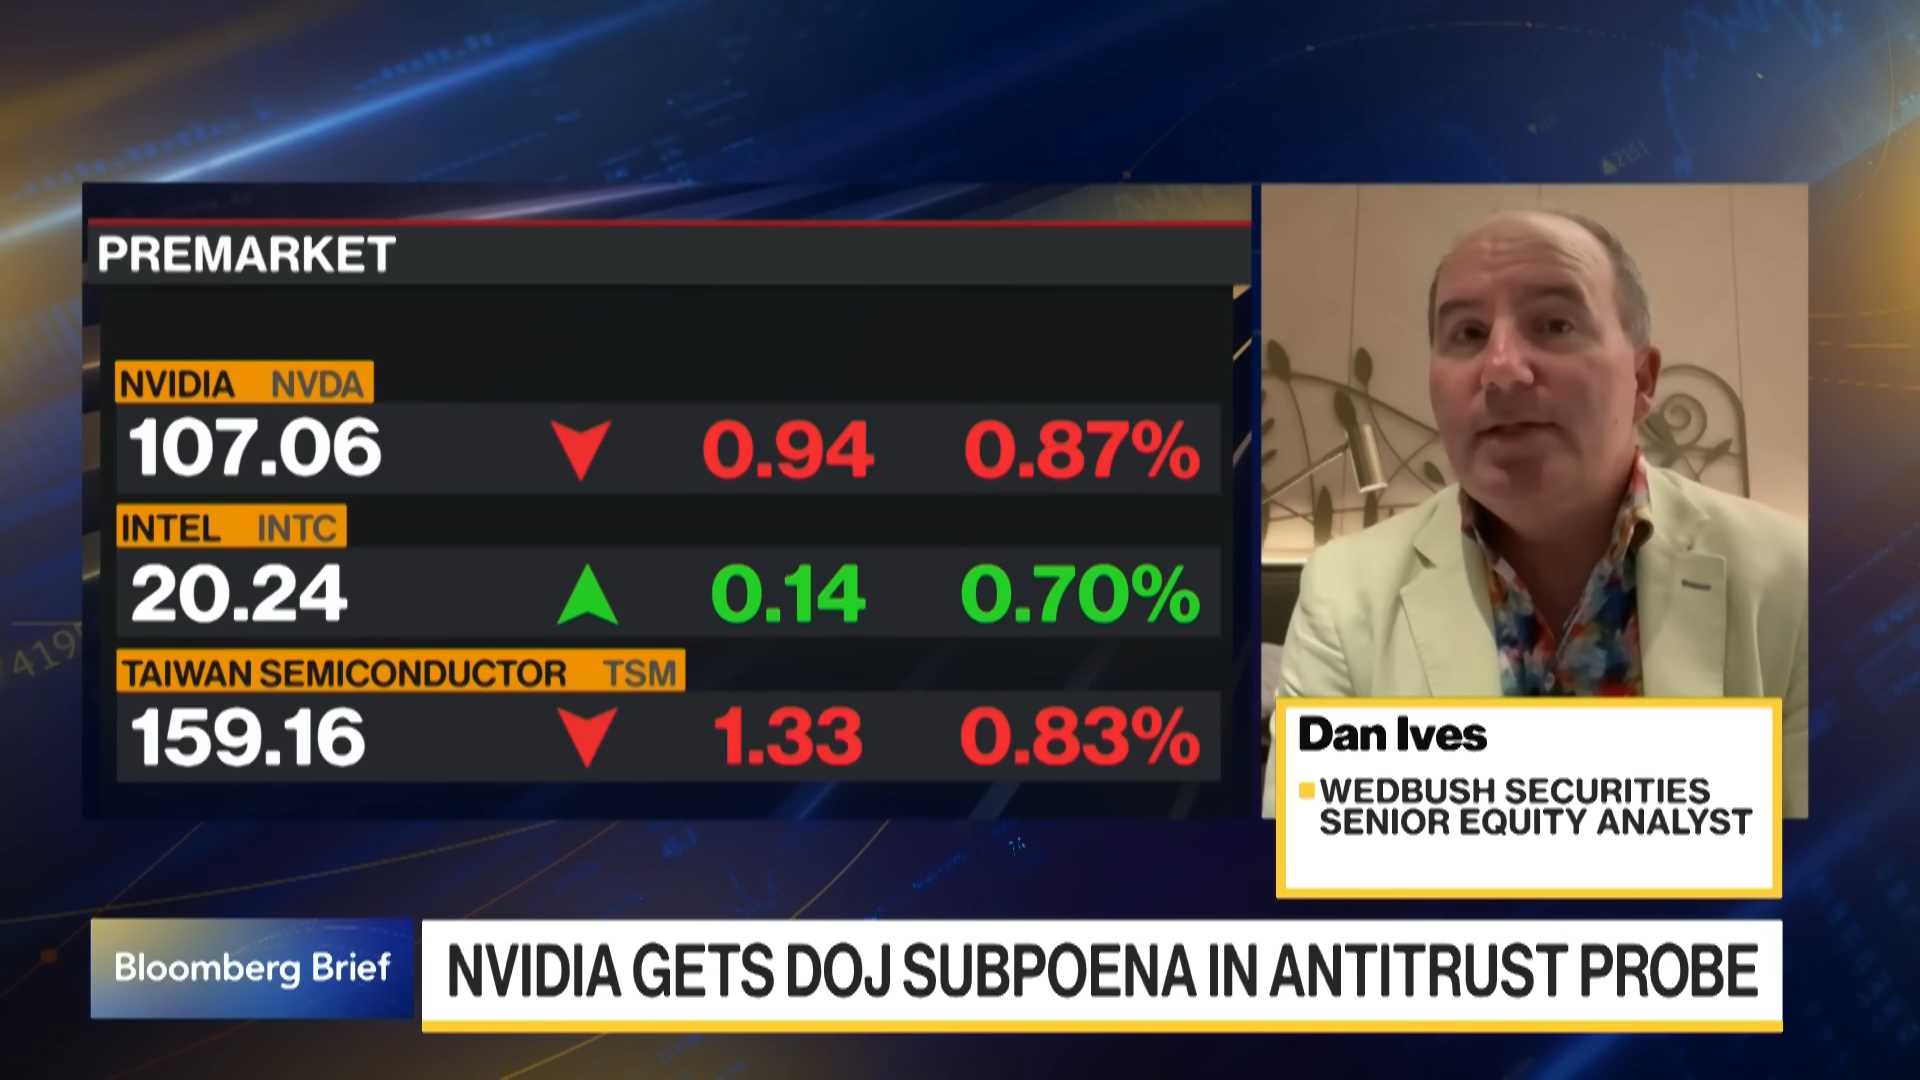 PREMARKET
NVIDIA NVDA
107.06 0.94 0.87%
INTEL INTC
20.24 0.14 0.70%
TAIWAN SEMICONDUCTOR TSM
159.16 1.33 0.83%
Dan Ives
WEDBUSH SECURITIES
SENIOR EQUITY ANALYST
Bloomberg Brief
NVIDIA GETS DOJ SUBPOENA IN ANTITRUST PROBE